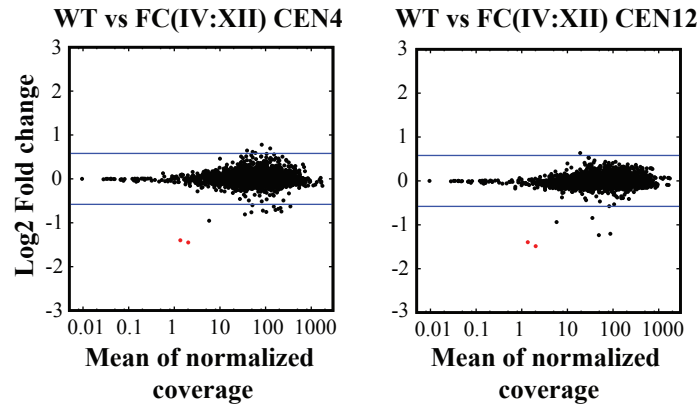 WT vs FC(IV:XII) CEN4
WT vs FC(IV:XII) CEN12
Log2 Fold change
3
2
1
0
-1
-2
-3
0.01 0.1 1 10 100 1000
Mean of normalized
coverage
3
2
1
0
-1
-2
-3
0.01 0.1 1 10 100 1000
Mean of normalized
coverage